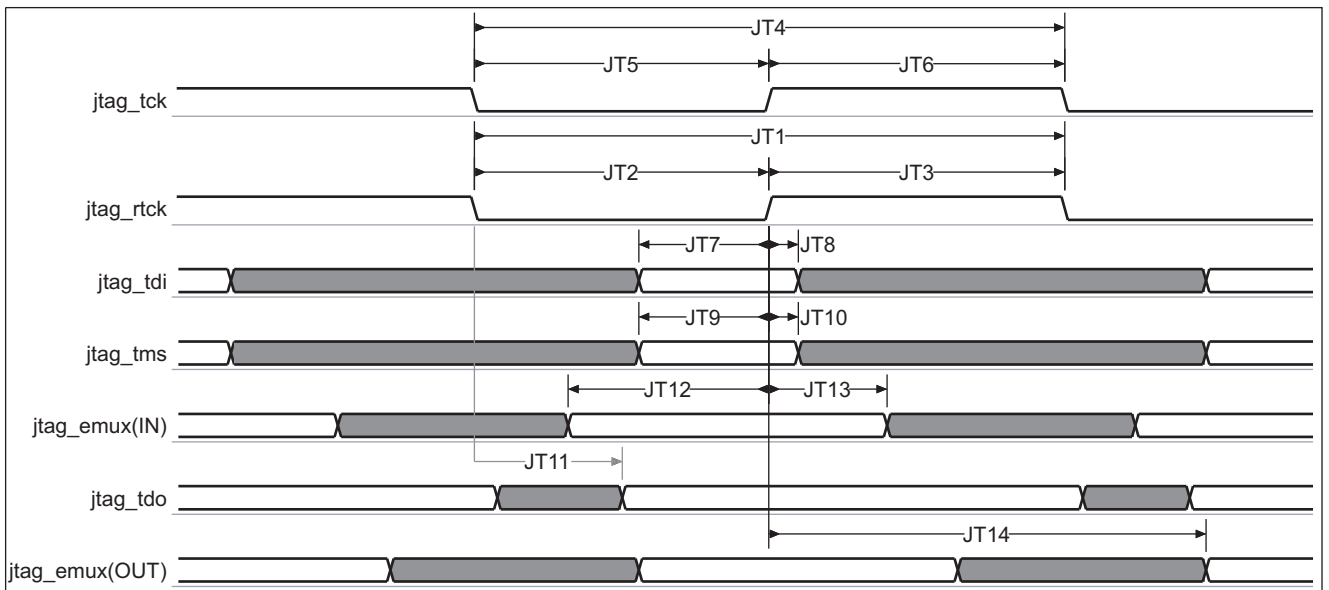 JT4
JT5 JT6
jtag_tck
JT1
JT2 JT3
jtag_rtck
JT7 JT8
jtag_tdi
JT9 JT10
jtag_tms
JT12 JT13
jtag_emux(IN)
JT11
jtag_tdo
JT14
jtag_emux(OUT)